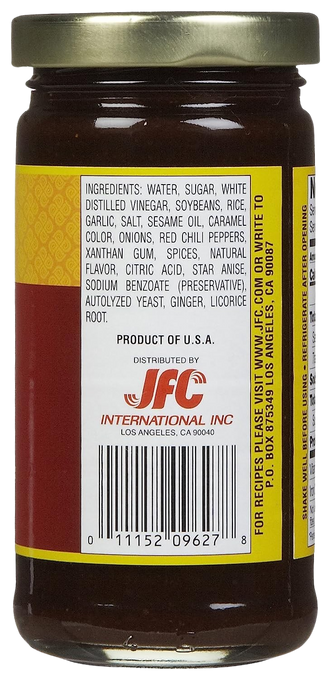 INGREDIENTS: WATER, SUGAR, WHITE
DISTILLED VINEGAR, SOYBEANS, RICE,
GARLIC, SALT, SESAME OIL, CARAMEL
COLOR, ONIONS, RED CHILI PEPPERS,
XANTHAN GUM, SPICES, NATURAL
FLAVOR, CITRIC ACID, STAR ANISE,
SODIUM BENZOATE (PRESERVATIVE),
AUTOLYZED YEAST, GINGER, LICORICE
ROOT.
PRODUCT OF U.S.A.
DISTRIBUTED BY
JFC
INTERNATIONAL INC
LOS ANGELES, CA 90040
0 11152 09627 8
FOR RECIPES PLEASE VISIT WWW.JFC.COM OR WRITE TO
P.O. BOX 875349 LOS ANGELES, CA 90087
SHAKE WELL BEFORE USING • REFRIGERATE AFTER OPENING